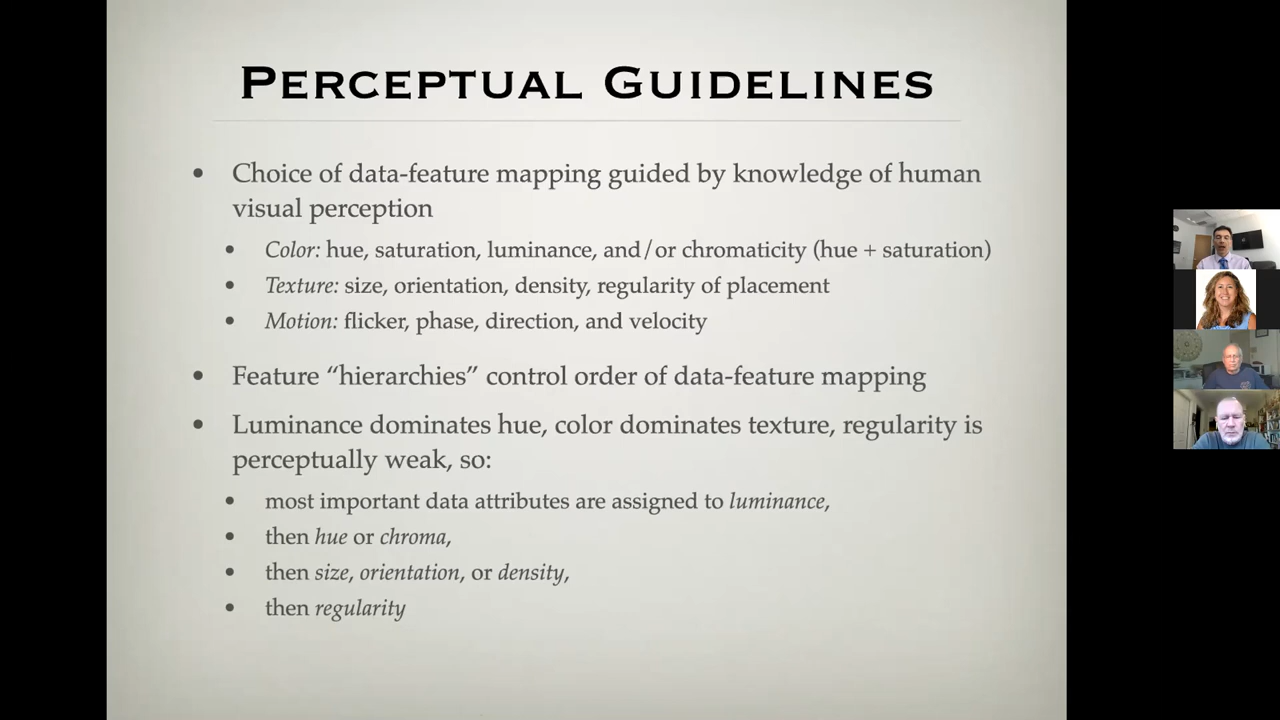 PERCEPTUAL GUIDELINES
• Choice of data-feature mapping guided by knowledge of human
visual perception
• Color: hue, saturation, luminance, and/or chromaticity (hue + saturation)
• Texture: size, orientation, density, regularity of placement
• Motion: flicker, phase, direction, and velocity
• Feature “hierarchies” control order of data-feature mapping
• Luminance dominates hue, color dominates texture, regularity is
perceptually weak, so:
• most important data attributes are assigned to luminance,
• then hue or chroma,
• then size, orientation, or density,
• then regularity